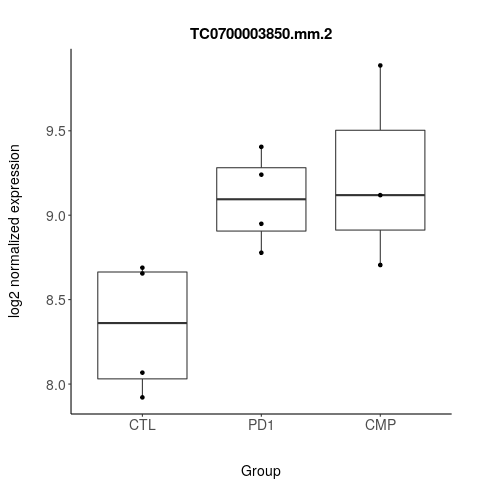 TC0700003850.mm.2
log2 normalized expression
9.5
9.0
8.5
8.0
CTL PD1 CMP
Group